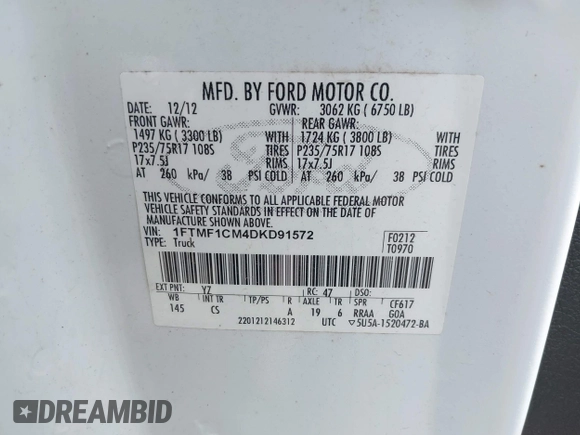 MFD. BY FORD MOTOR CO.
DATE: 12/12 GVWR: 3062 KG ( 6750 LB)
FRONT GAWR: REAR GAWR:
1497 KG ( 3300 LB) WITH 1724 KG ( 3800 LB) WITH
P235/75R17 108S TIRES P235/75R17 108S TIRES
17x7.5J RIMS 17x7.5J RIMS
AT 260 kPa/ 38 PSI COLD AT 260 kPa/ 38 PSI COLD
THIS VEHICLE CONFORMS TO ALL APPLICABLE FEDERAL MOTOR
VEHICLE SAFETY STANDARDS IN EFFECT ON THE DATE OF
MANUFACTURE SHOWN ABOVE.
VIN: 1FTMF1CM4DKD91572
TYPE: Truck
F0212
T0970
EXT PNT: YZ RC: 47 DSO:
WB INT TR TP/PS R AXLE TR SPR CF617
145 CS A 19 6 RRAA GOA
2201212146312 UTC ▽5U5A-1520472-BA
Ford
DREAMBID